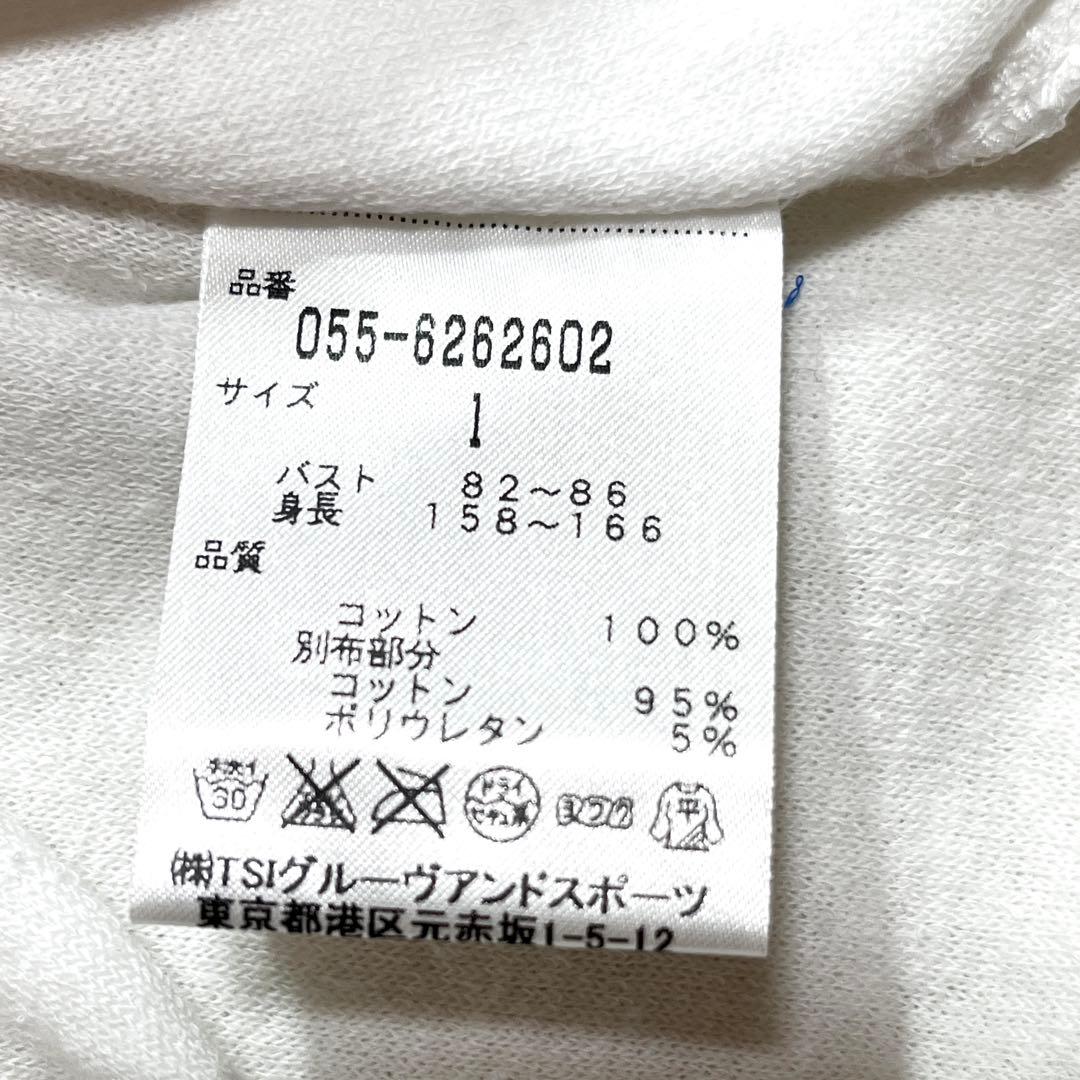 品番
055-6262602
サイズ
1
バスト 82～86
身長 158～166
品質
コットン 100%
別布部分
コットン 95%
ポリウレタン 5%
手洗イ 30 ドライ セキユ系 ヨワク 平
㈱TSIグルーヴアンドスポーツ
東京都港区元赤坂1-5-12